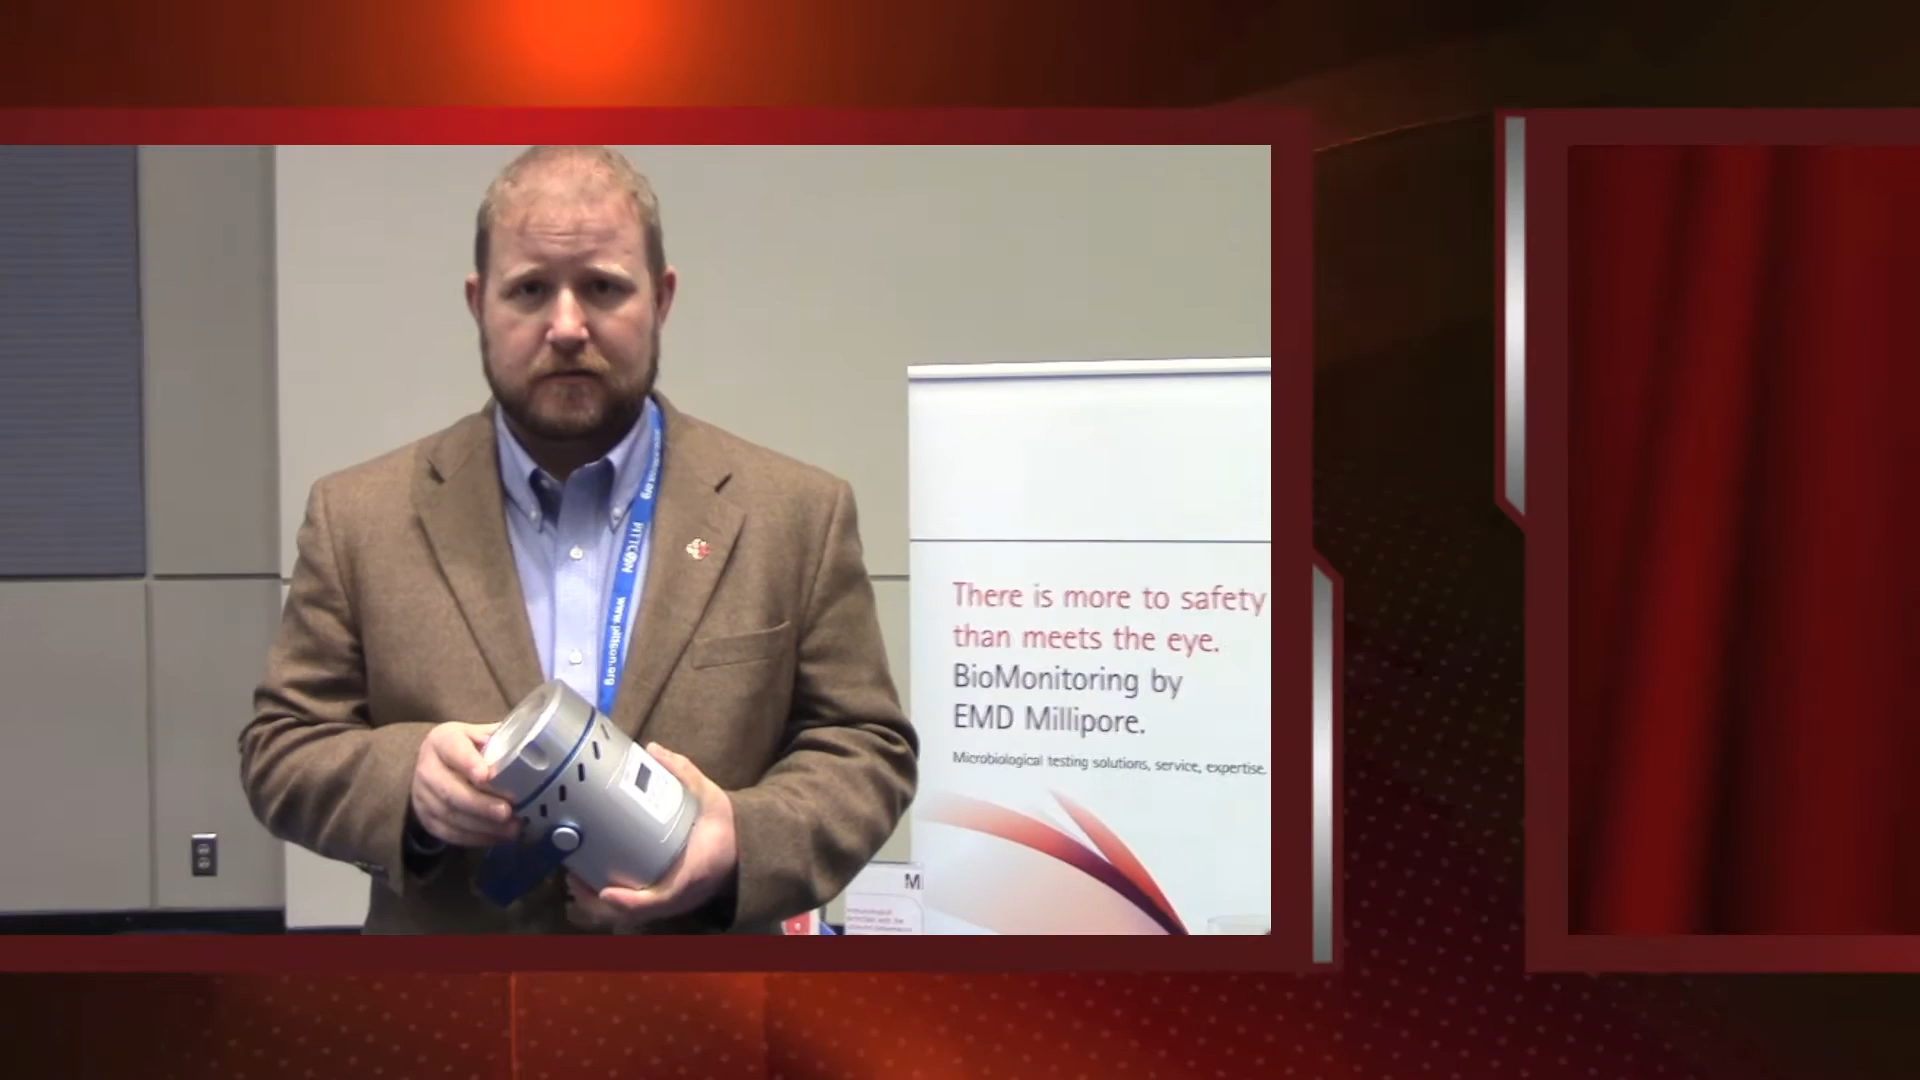 PITTCON
www.pittcon.org
There is more to safety
than meets the eye.
BioMonitoring by
EMD Millipore.
Microbiological testing solutions, service, expertise.
M